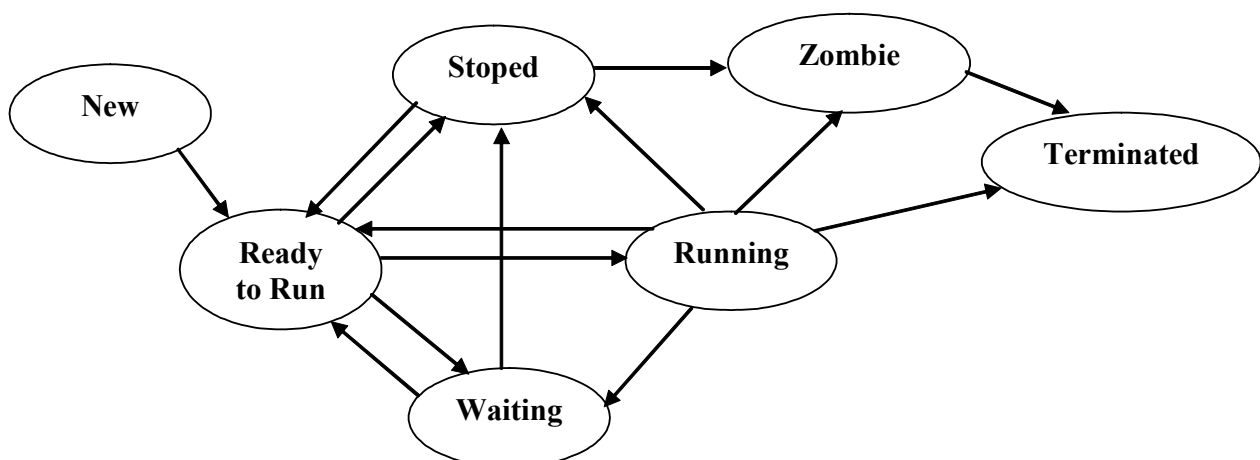 New
Stoped
Zombie
Terminated
Ready
to Run
Running
Waiting